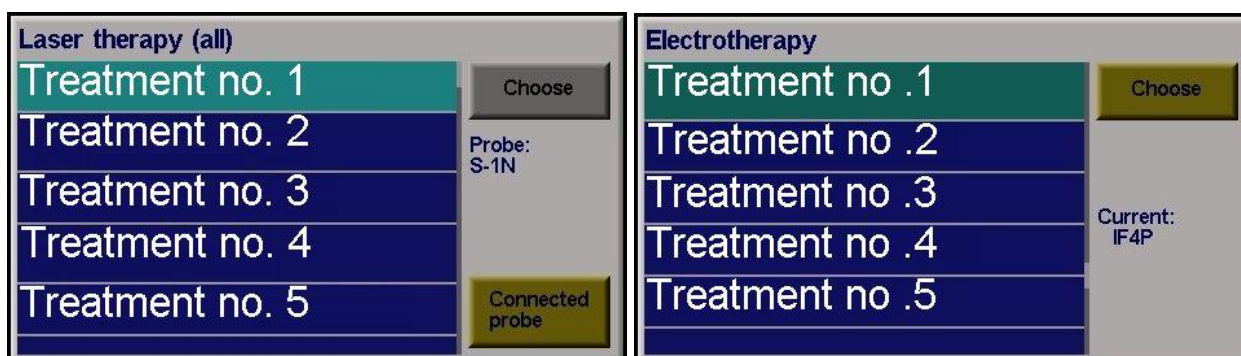 Laser therapy (all)
Treatment no. 1
Treatment no. 2
Treatment no. 3
Treatment no. 4
Treatment no. 5
Choose
Probe:
S-1N
Connected
probe
Electrotherapy
Treatment no .1
Treatment no .2
Treatment no .3
Treatment no .4
Treatment no .5
Choose
Current:
IF4P